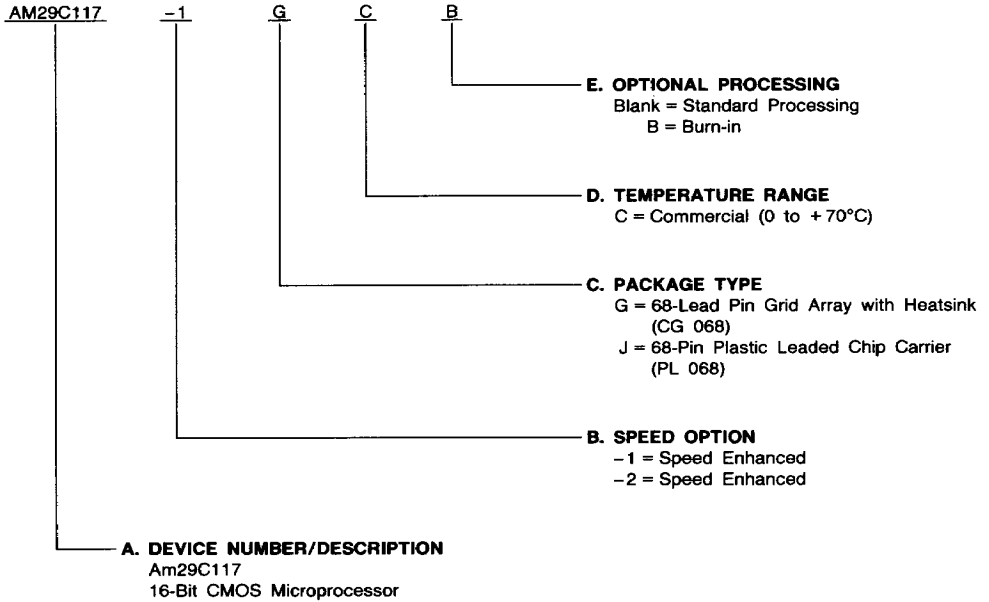 AM29C117 -1 G C B
E. OPTIONAL PROCESSING
Blank = Standard Processing
B = Burn-in
D. TEMPERATURE RANGE
C = Commercial (0 to +70°C)
C. PACKAGE TYPE
G = 68-Lead Pin Grid Array with Heatsink
(CG 068)
J = 68-Pin Plastic Leaded Chip Carrier
(PL 068)
B. SPEED OPTION
-1 = Speed Enhanced
-2 = Speed Enhanced
A. DEVICE NUMBER/DESCRIPTION
Am29C117
16-Bit CMOS Microprocessor